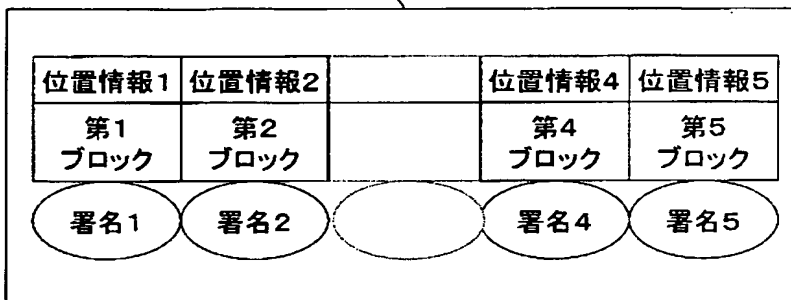 位置情報1 位置情報2 位置情報4 位置情報5
第1 第2 第4 第5
ブロック ブロック ブロック ブロック
署名1 署名2 署名4 署名5